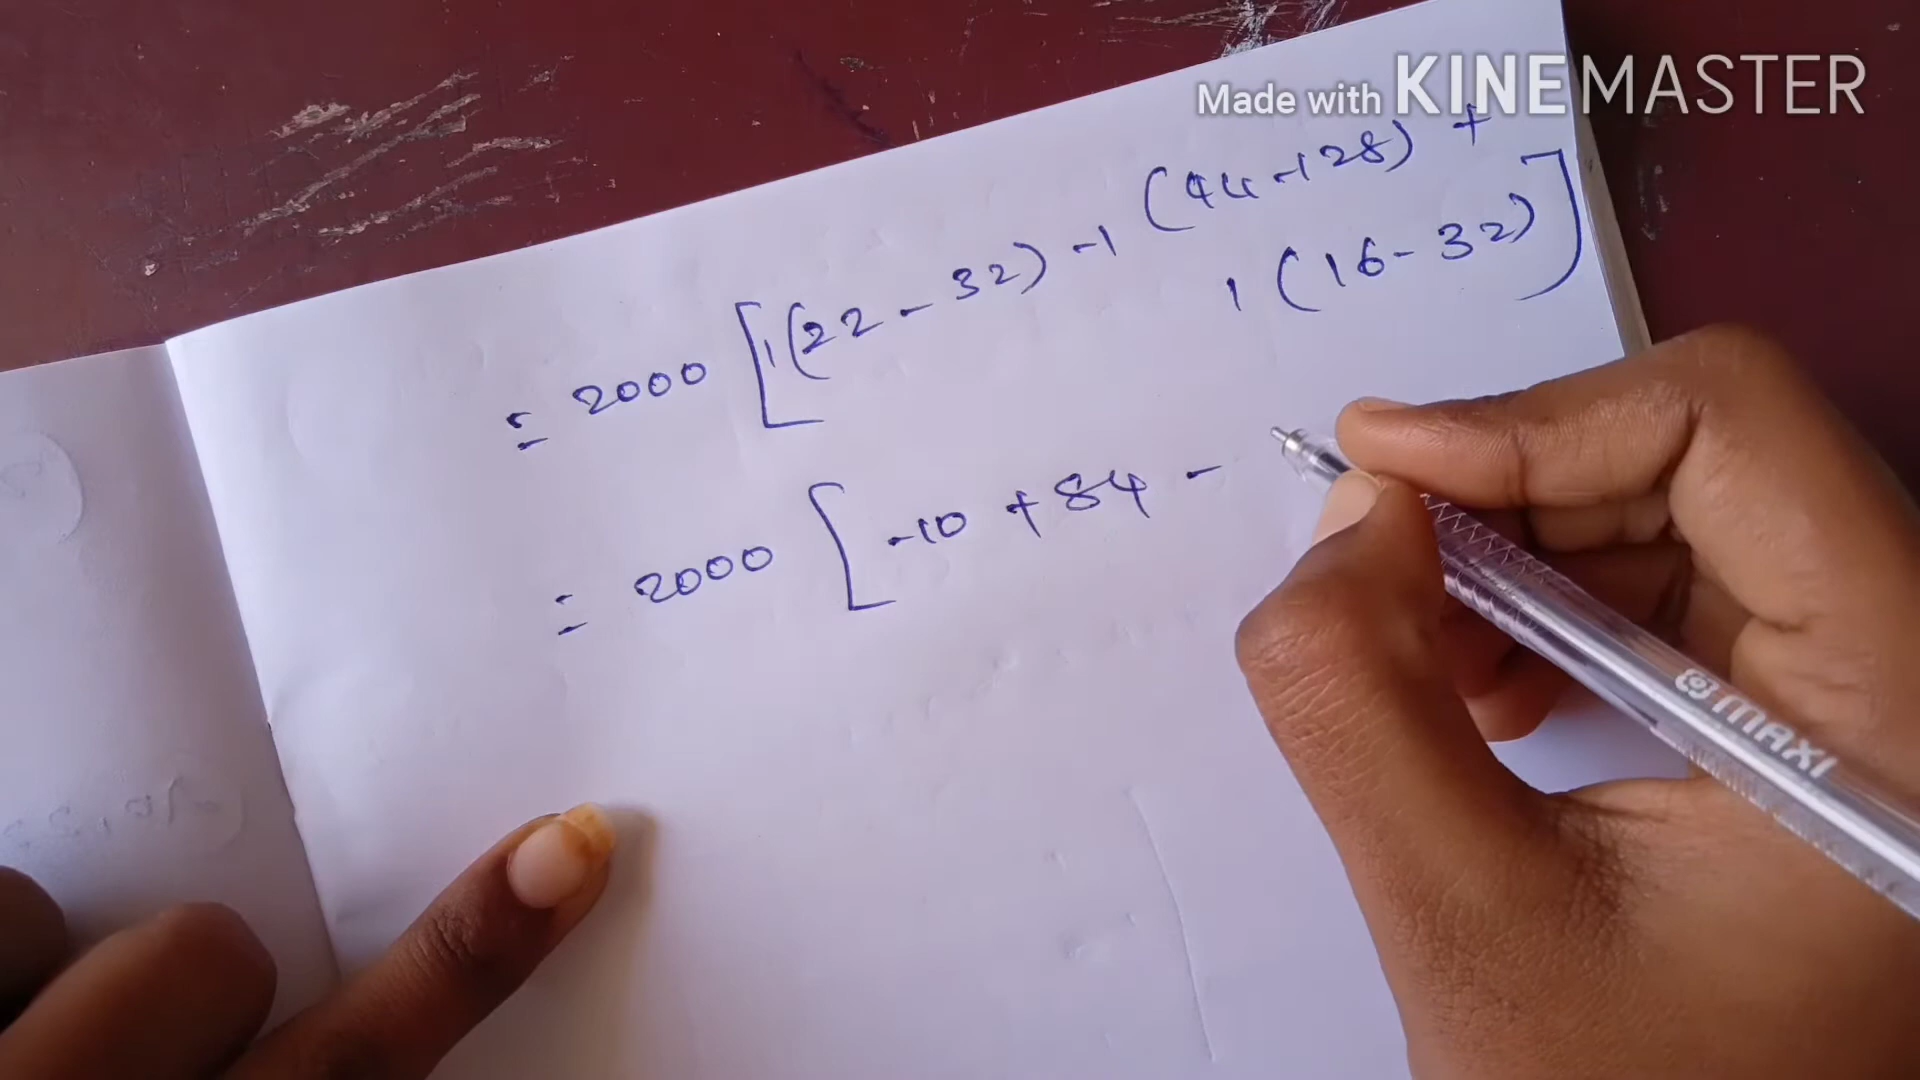 Made with KINEMASTER
= 2000 [1(22 - 32) -1 (44-128) +
1 (16-32)]
= 2000 [-10 + 84 -
MAXI